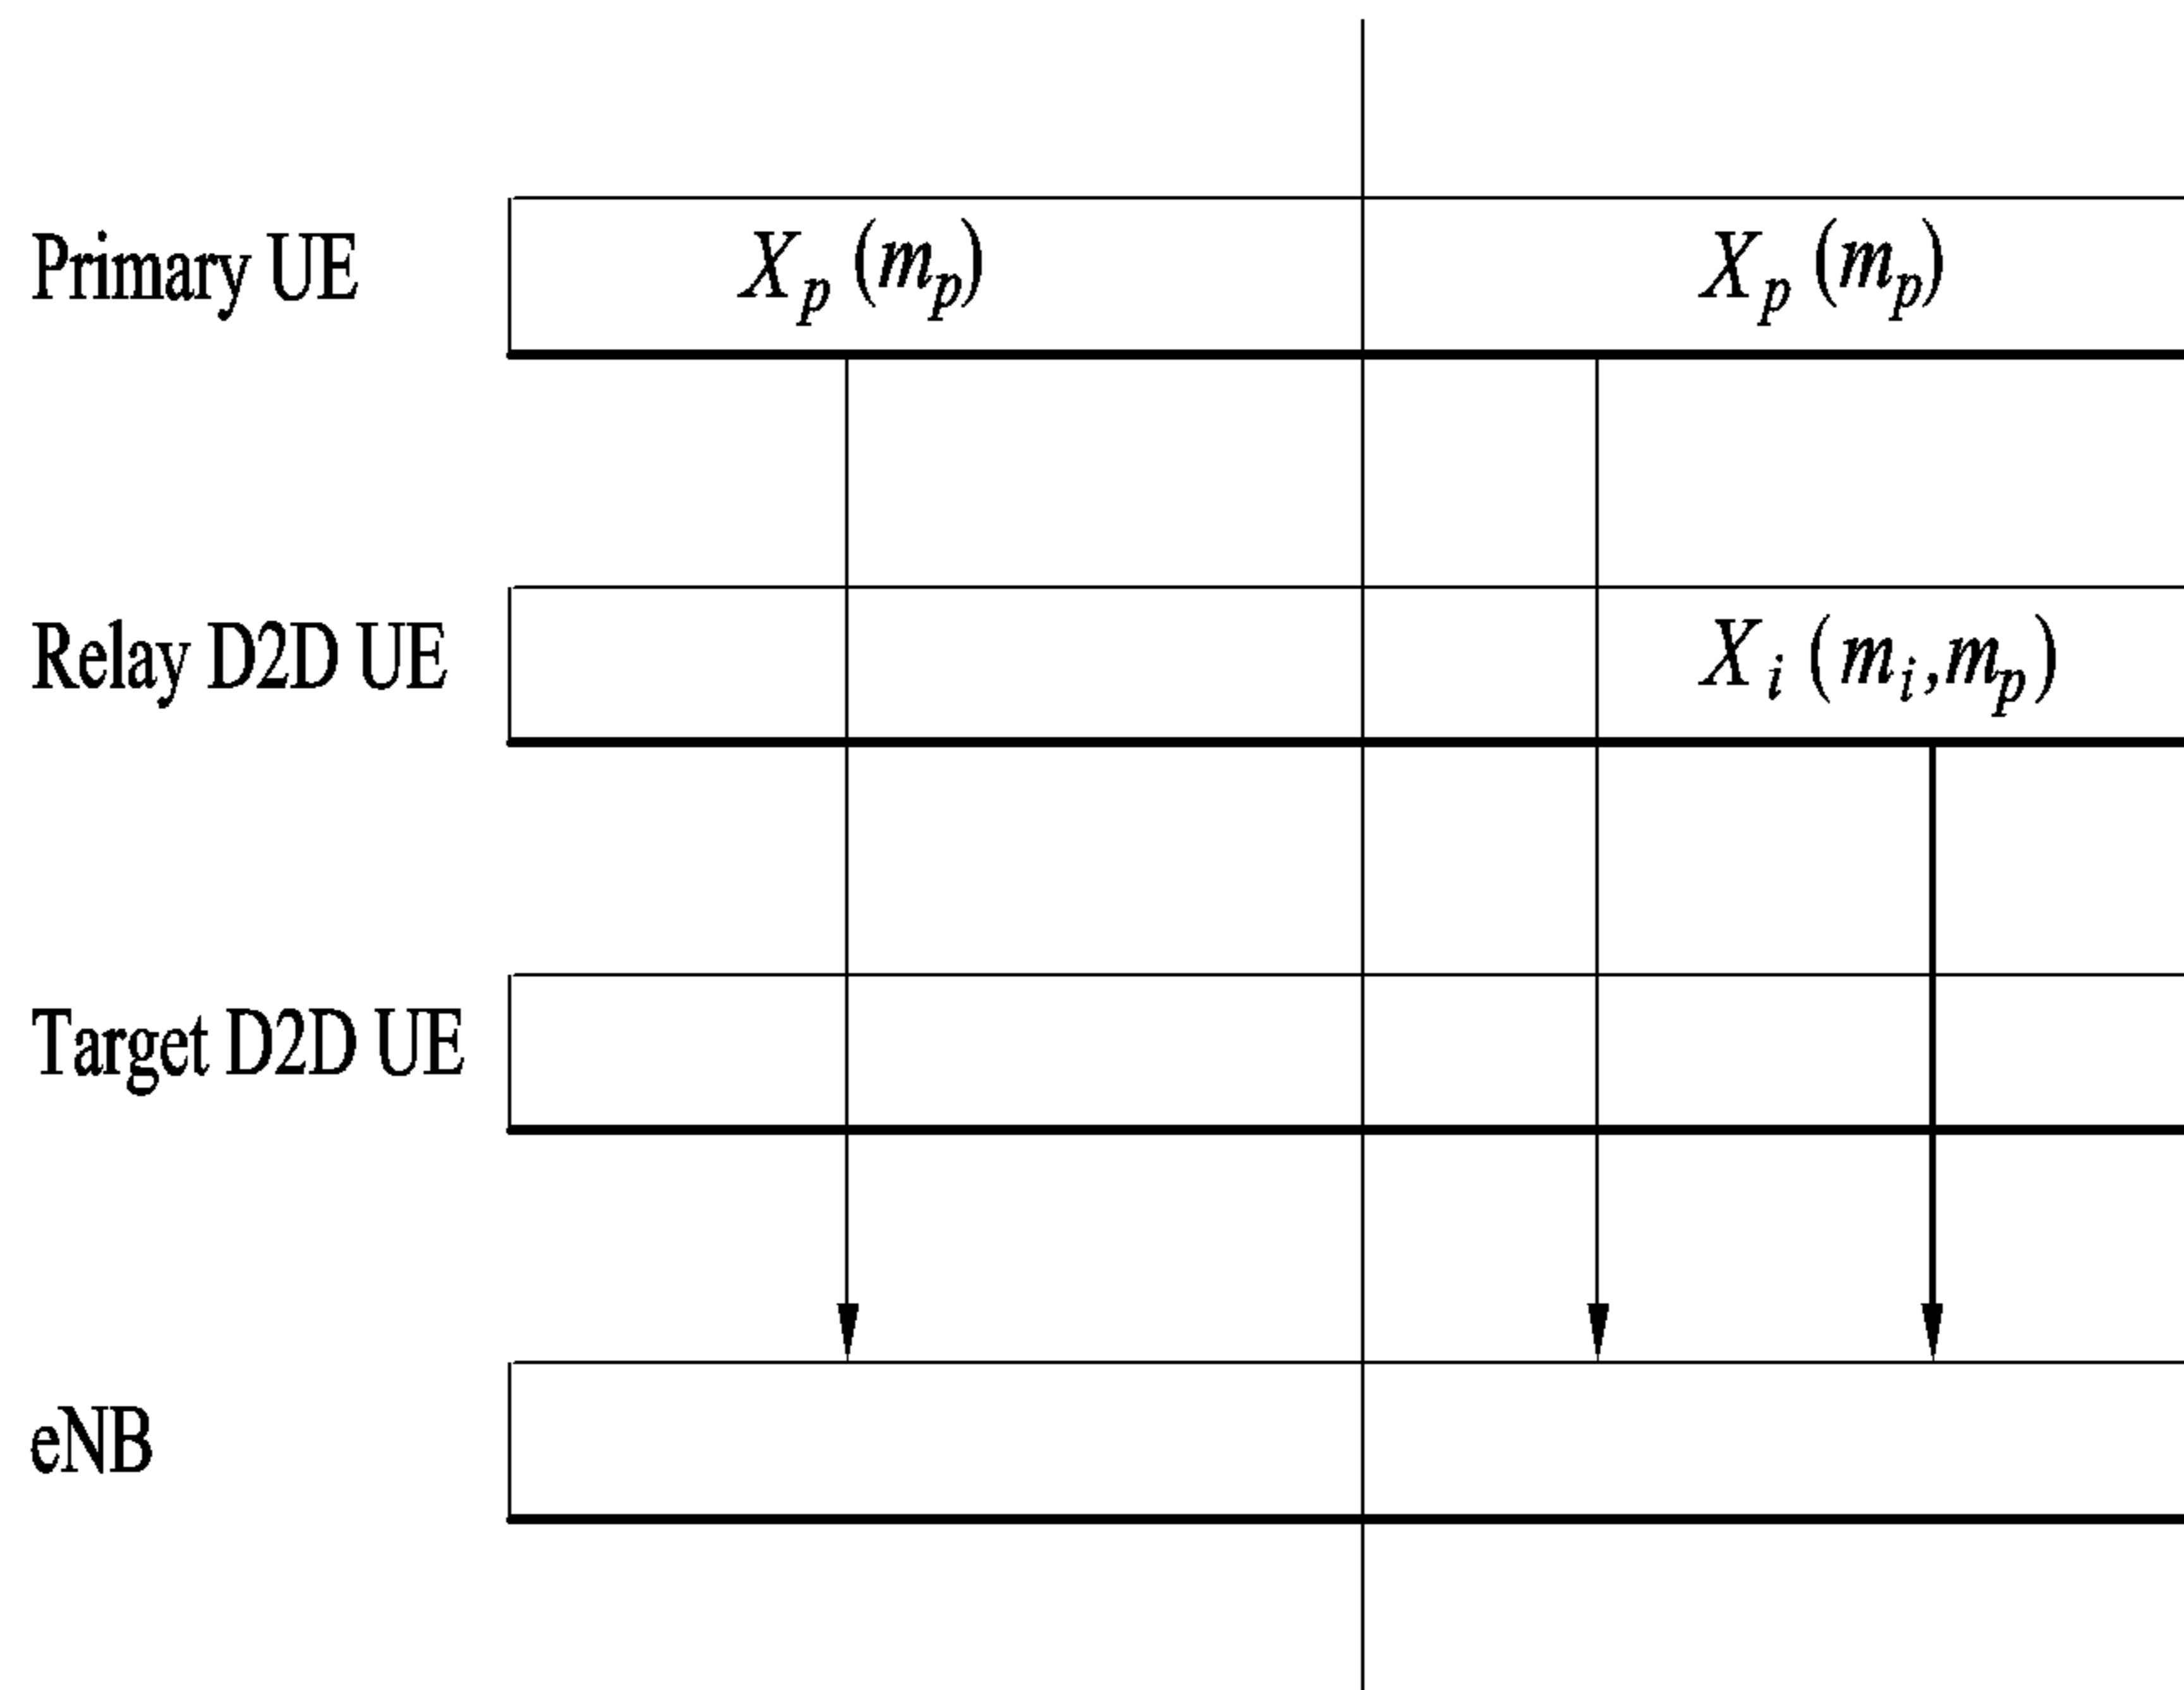 Primary UE X_p (m_p) X_p (m_p)
Relay D2D UE X_i (m_i, m_p)
Target D2D UE
eNB